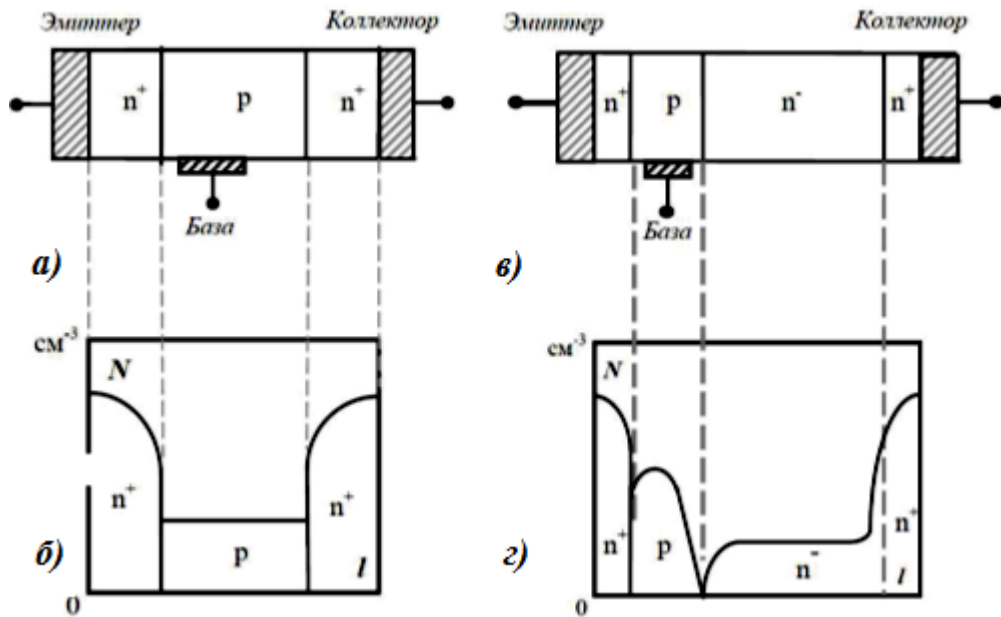 Эмиттер
Коллектор
n+
p
n+
База
а)
см-3
N
n+
p
n+
l
б)
0
Эмиттер
Коллектор
n+
p
n-
n+
База
в)
см-3
N
n+
p
n-
n+
l
г)
0